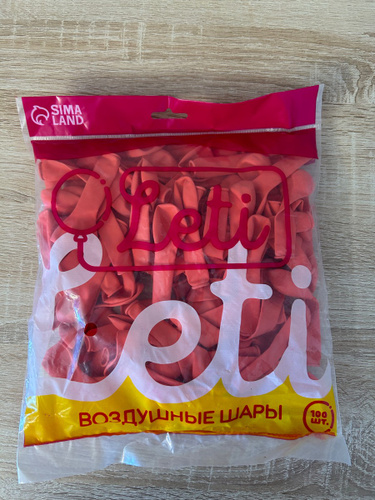 SIMA
LAND
Leti
Leti
ВОЗДУШНЫЕ ШАРЫ
100
ШТ.